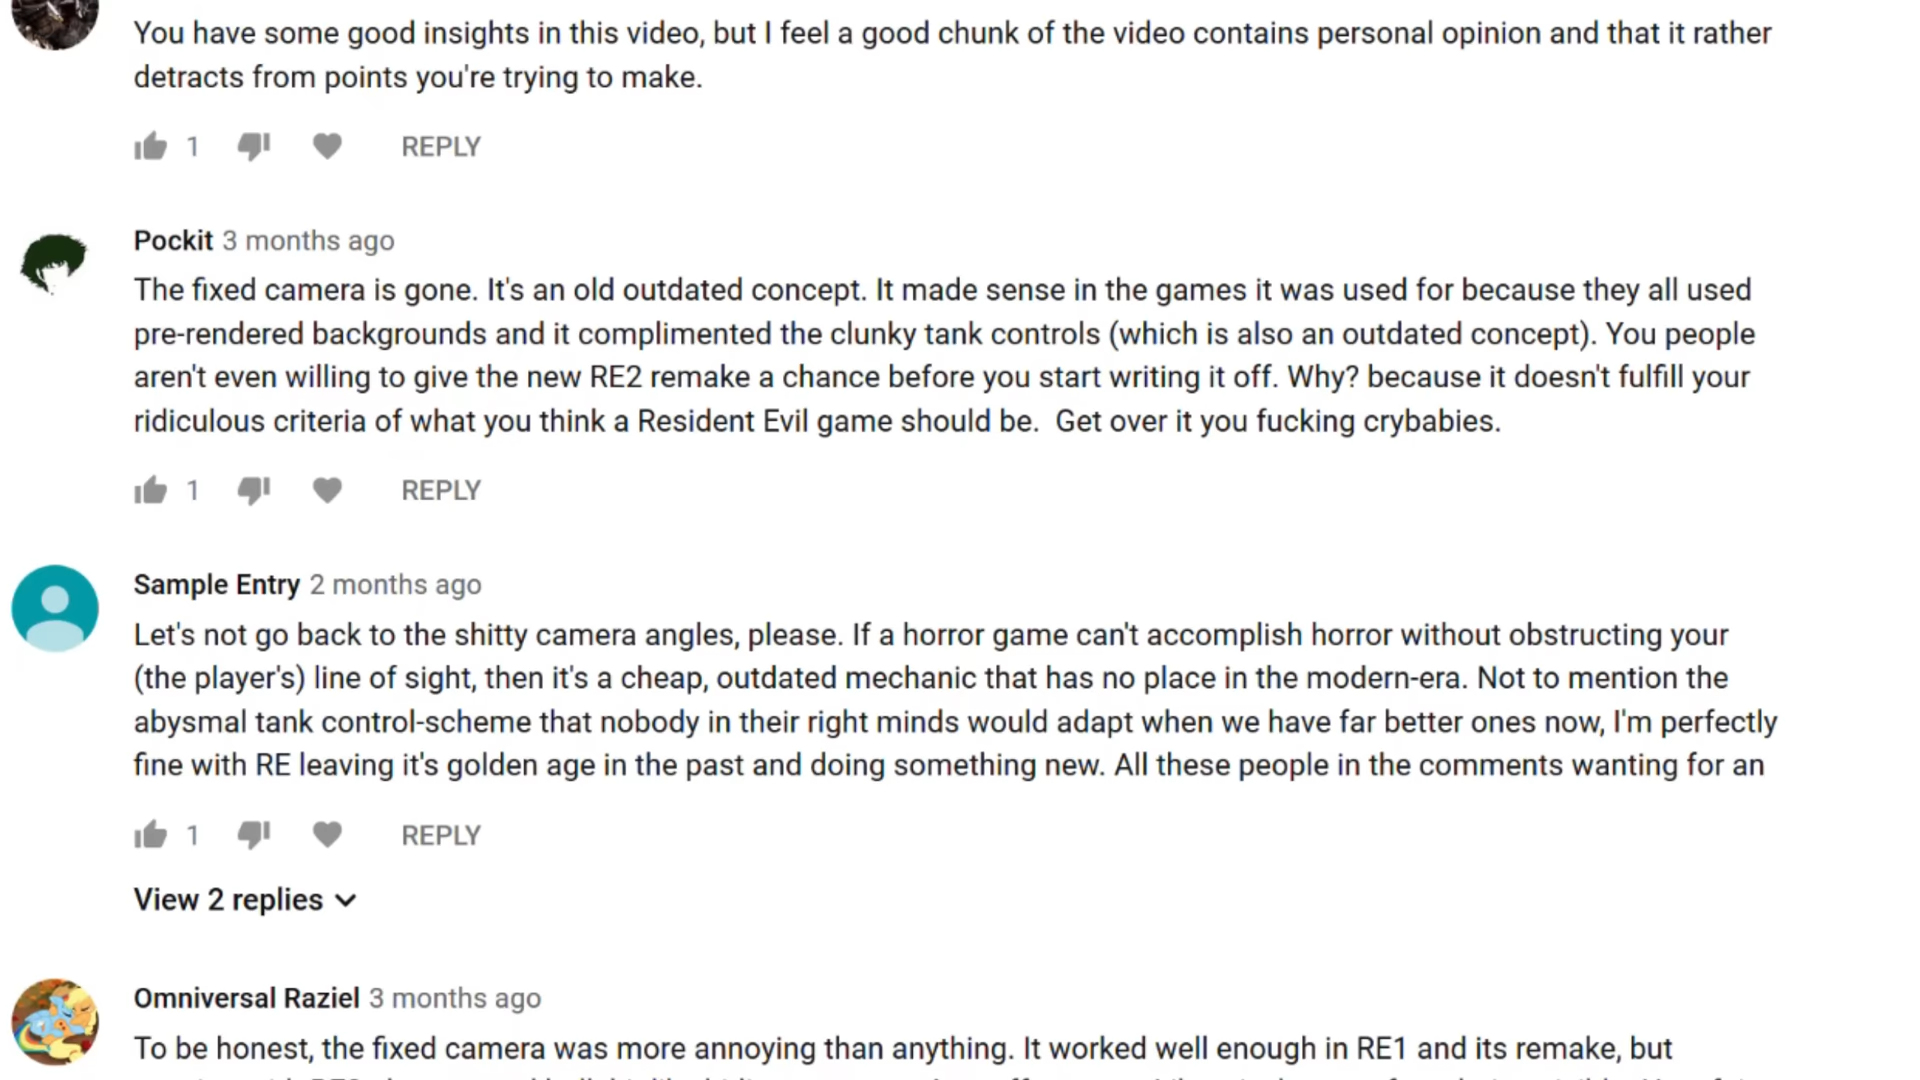 You have some good insights in this video, but I feel a good chunk of the video contains personal opinion and that it rather
detracts from points you're trying to make.
1 REPLY
Pockit 3 months ago
The fixed camera is gone. It's an old outdated concept. It made sense in the games it was used for because they all used
pre-rendered backgrounds and it complimented the clunky tank controls (which is also an outdated concept). You people
aren't even willing to give the new RE2 remake a chance before you start writing it off. Why? because it doesn't fulfill your
ridiculous criteria of what you think a Resident Evil game should be.  Get over it you fucking crybabies.
1 REPLY
Sample Entry 2 months ago
Let's not go back to the shitty camera angles, please. If a horror game can't accomplish horror without obstructing your
(the player's) line of sight, then it's a cheap, outdated mechanic that has no place in the modern-era. Not to mention the
abysmal tank control-scheme that nobody in their right minds would adapt when we have far better ones now, I'm perfectly
fine with RE leaving it's golden age in the past and doing something new. All these people in the comments wanting for an
1 REPLY
View 2 replies
Omniversal Raziel 3 months ago
To be honest, the fixed camera was more annoying than anything. It worked well enough in RE1 and its remake, but